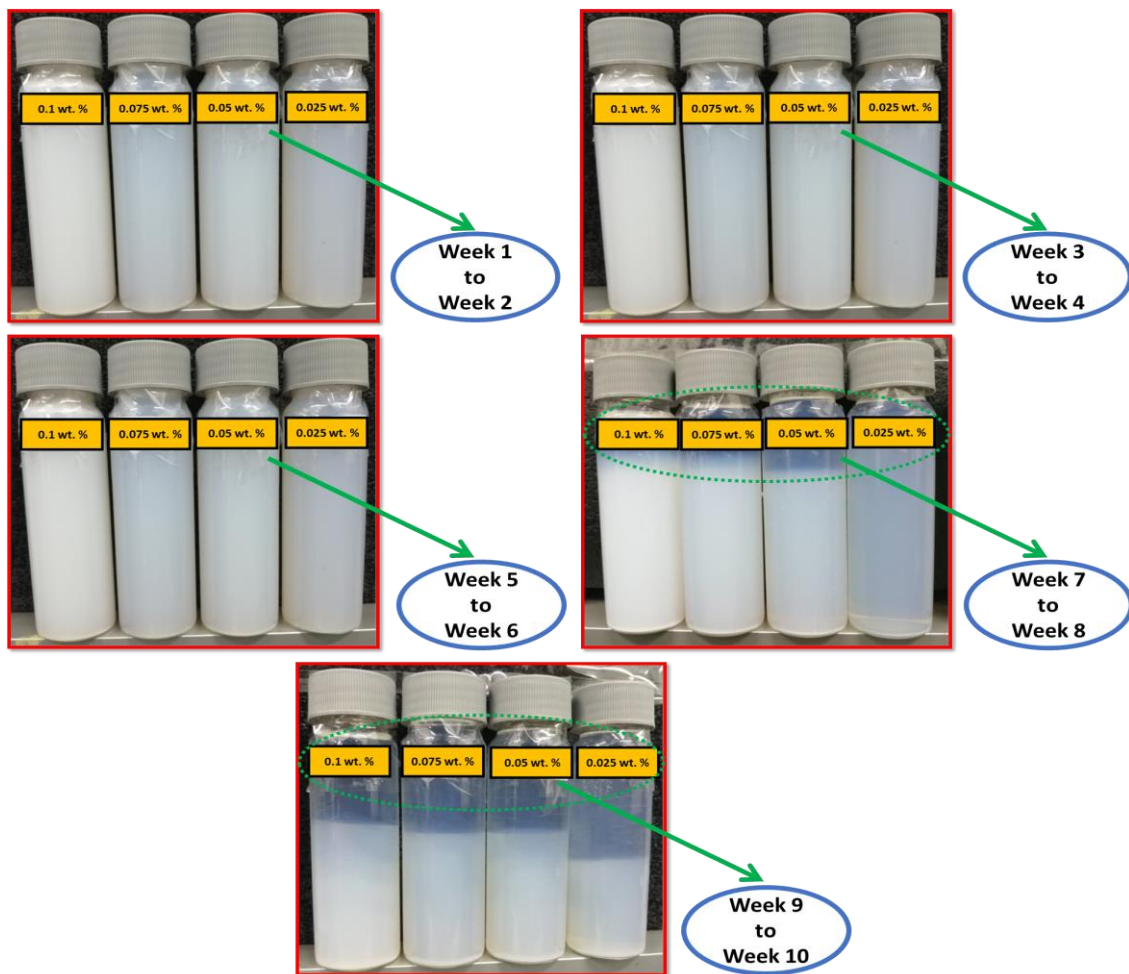 0.1 wt. %
0.075 wt. %
0.05 wt. %
0.025 wt. %
Week 1
to
Week 2
0.1 wt. %
0.075 wt. %
0.05 wt. %
0.025 wt. %
Week 3
to
Week 4
0.1 wt. %
0.075 wt. %
0.05 wt. %
0.025 wt. %
Week 5
to
Week 6
0.1 wt. %
0.075 wt. %
0.05 wt. %
0.025 wt. %
Week 7
to
Week 8
0.1 wt. %
0.075 wt. %
0.05 wt. %
0.025 wt. %
Week 9
to
Week 10